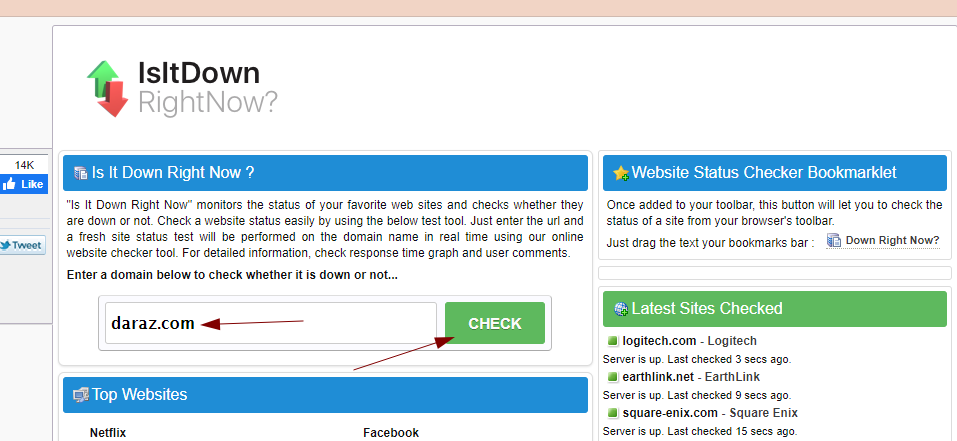 IsItDown
RightNow?
14K
Like
Tweet
Is It Down Right Now ?
"Is It Down Right Now" monitors the status of your favorite web sites and checks whether they
are down or not. Check a website status easily by using the below test tool. Just enter the url and
a fresh site status test will be performed on the domain name in real time using our online
website checker tool. For detailed information, check response time graph and user comments.
Enter a domain below to check whether it is down or not...
daraz.com
CHECK
Top Websites
Netflix
Facebook
Website Status Checker Bookmarklet
Once added to your toolbar, this button will let you to check the
status of a site from your browser's toolbar.
Just drag the text your bookmarks bar : Down Right Now?
Latest Sites Checked
logitech.com - Logitech
Server is up. Last checked 3 secs ago.
earthlink.net - EarthLink
Server is up. Last checked 9 secs ago.
square-enix.com - Square Enix
Server is up. Last checked 15 secs ago.